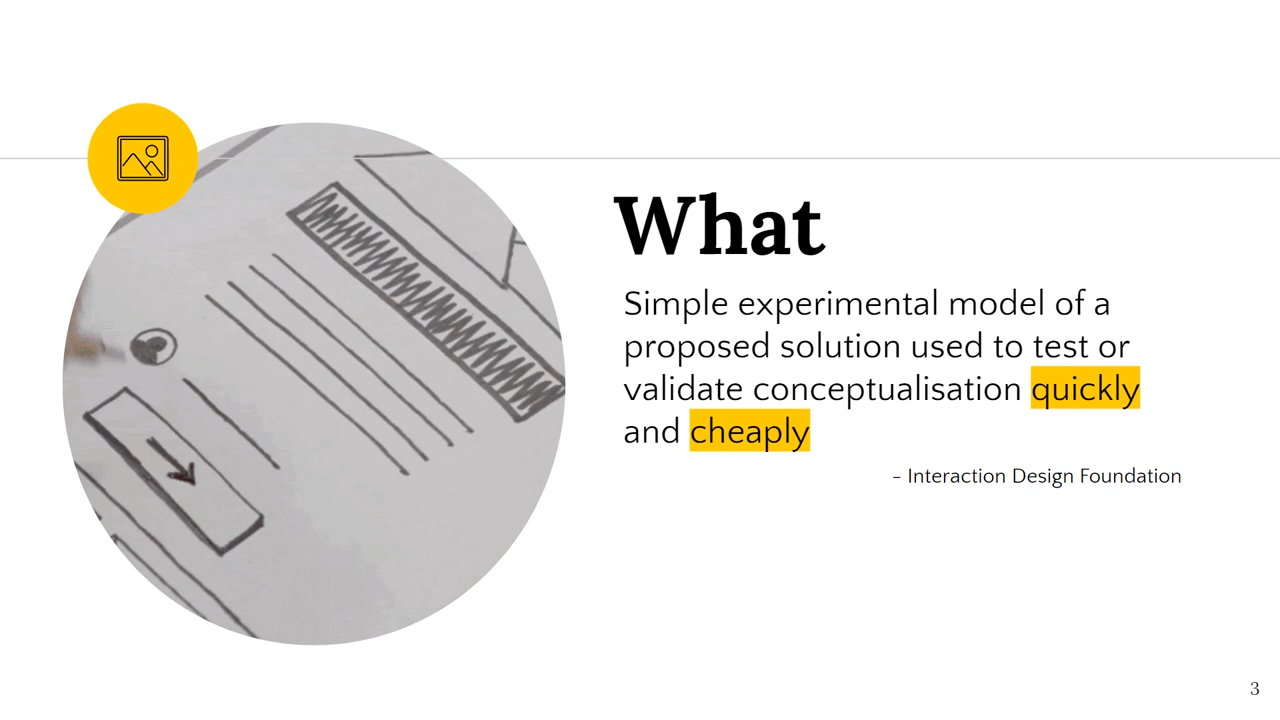 What
Simple experimental model of a
proposed solution used to test or
validate conceptualisation quickly
and cheaply
– Interaction Design Foundation
3